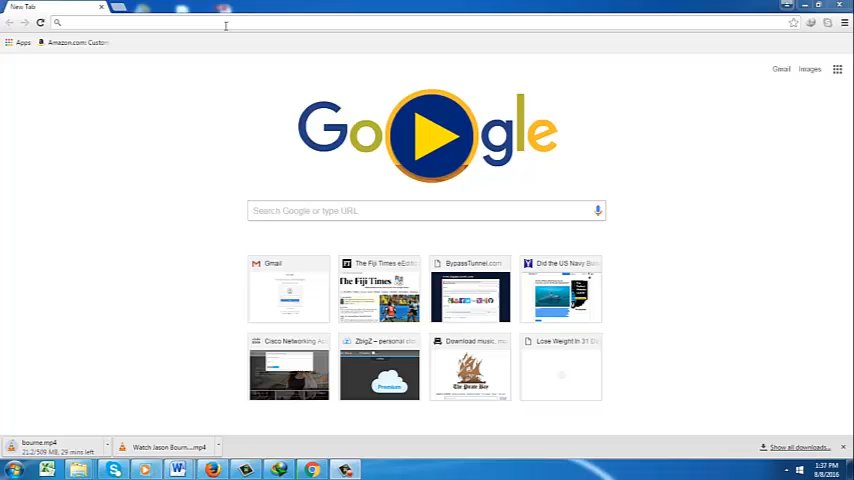 New Tab
Apps
Amazon.com: Custom
Gmail
Images
Google
Search Google or type URL
Gmail
The Fiji Times eEditi
BypassTunnel.com
Did the US Navy Bun
The Fiji Times
Cisco Networking Ac
ZbigZ – personal clo
Download music, mo
Lose Weight In 31 D
Premium
The Pirate Bay
bourne.mp4
21.2/509 MB, 29 mins left
Watch Jason Bourn....mp4
Show all downloads...
1:37 PM
8/8/2016